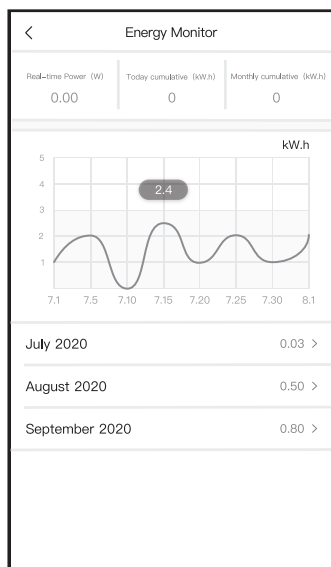 Energy Monitor
Real-time Power (W) Today cumulative (kW.h) Monthly cumulative (kW.h)
0.00 0 0
kW.h
5
4
2.4
3
2
1
7.1 7.5 7.10 7.15 7.20 7.25 7.30 8.1
July 2020 0.03 >
August 2020 0.50 >
September 2020 0.80 >